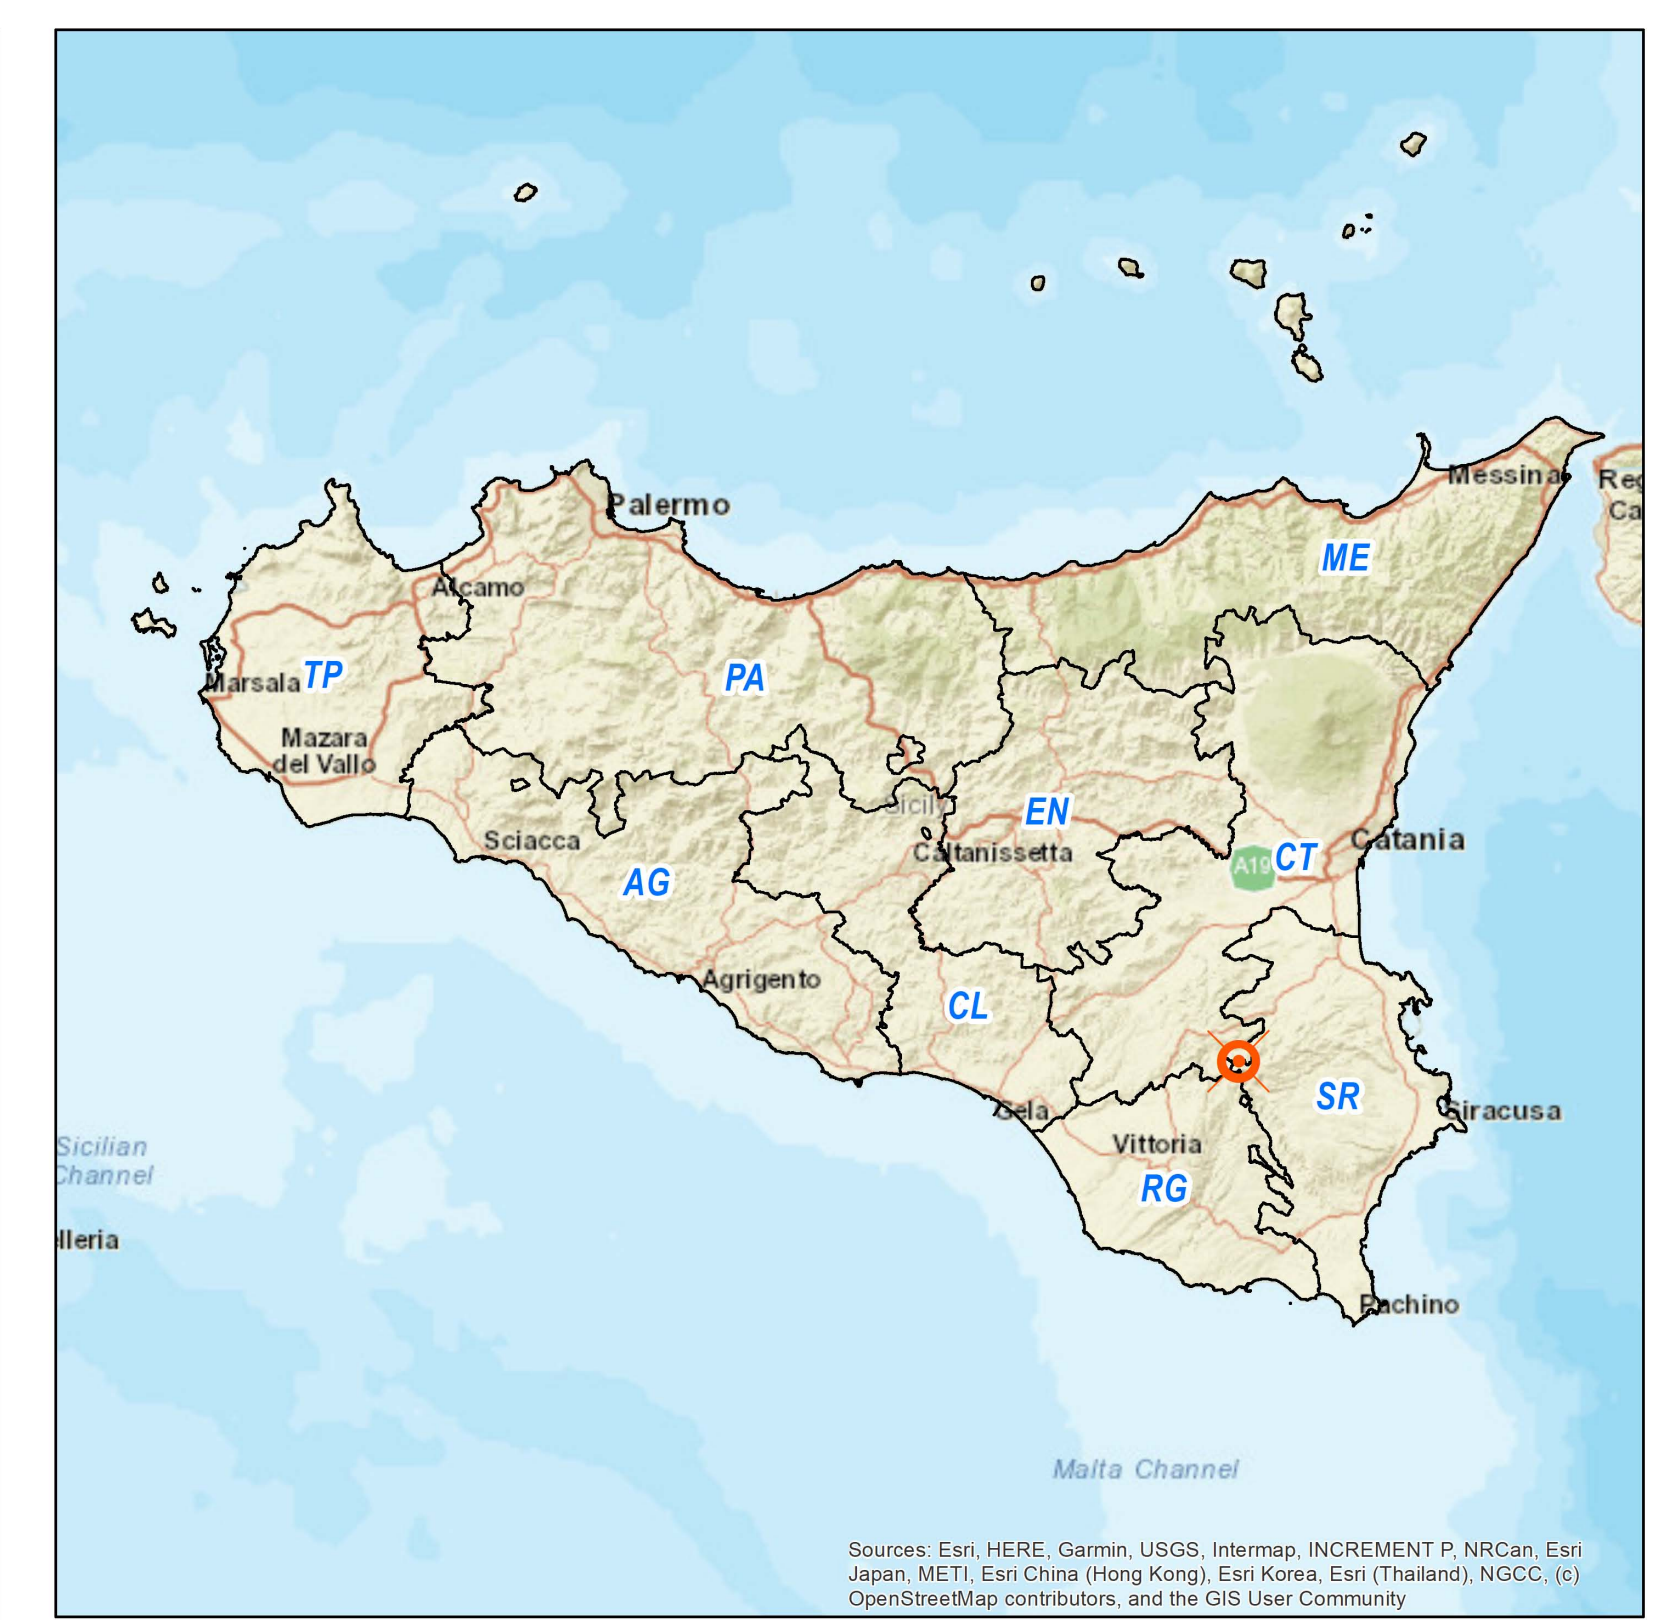 Messina
Reg
Ca
Palermo
ME
Alcamo
TP
Marsala
PA
Mazara
del Vallo
Sicily
EN
Sciacca
Caltanissetta
Catania
A19
CT
AG
Agrigento
CL
SR
Gela
Siracusa
Vittoria
Sicilian
Channel
RG
elleria
Pachino
Malta Channel
Sources: Esri, HERE, Garmin, USGS, Intermap, INCREMENT P, NRCan, Esri
Japan, METI, Esri China (Hong Kong), Esri Korea, Esri (Thailand), NGCC, (c)
OpenStreetMap contributors, and the GIS User Community